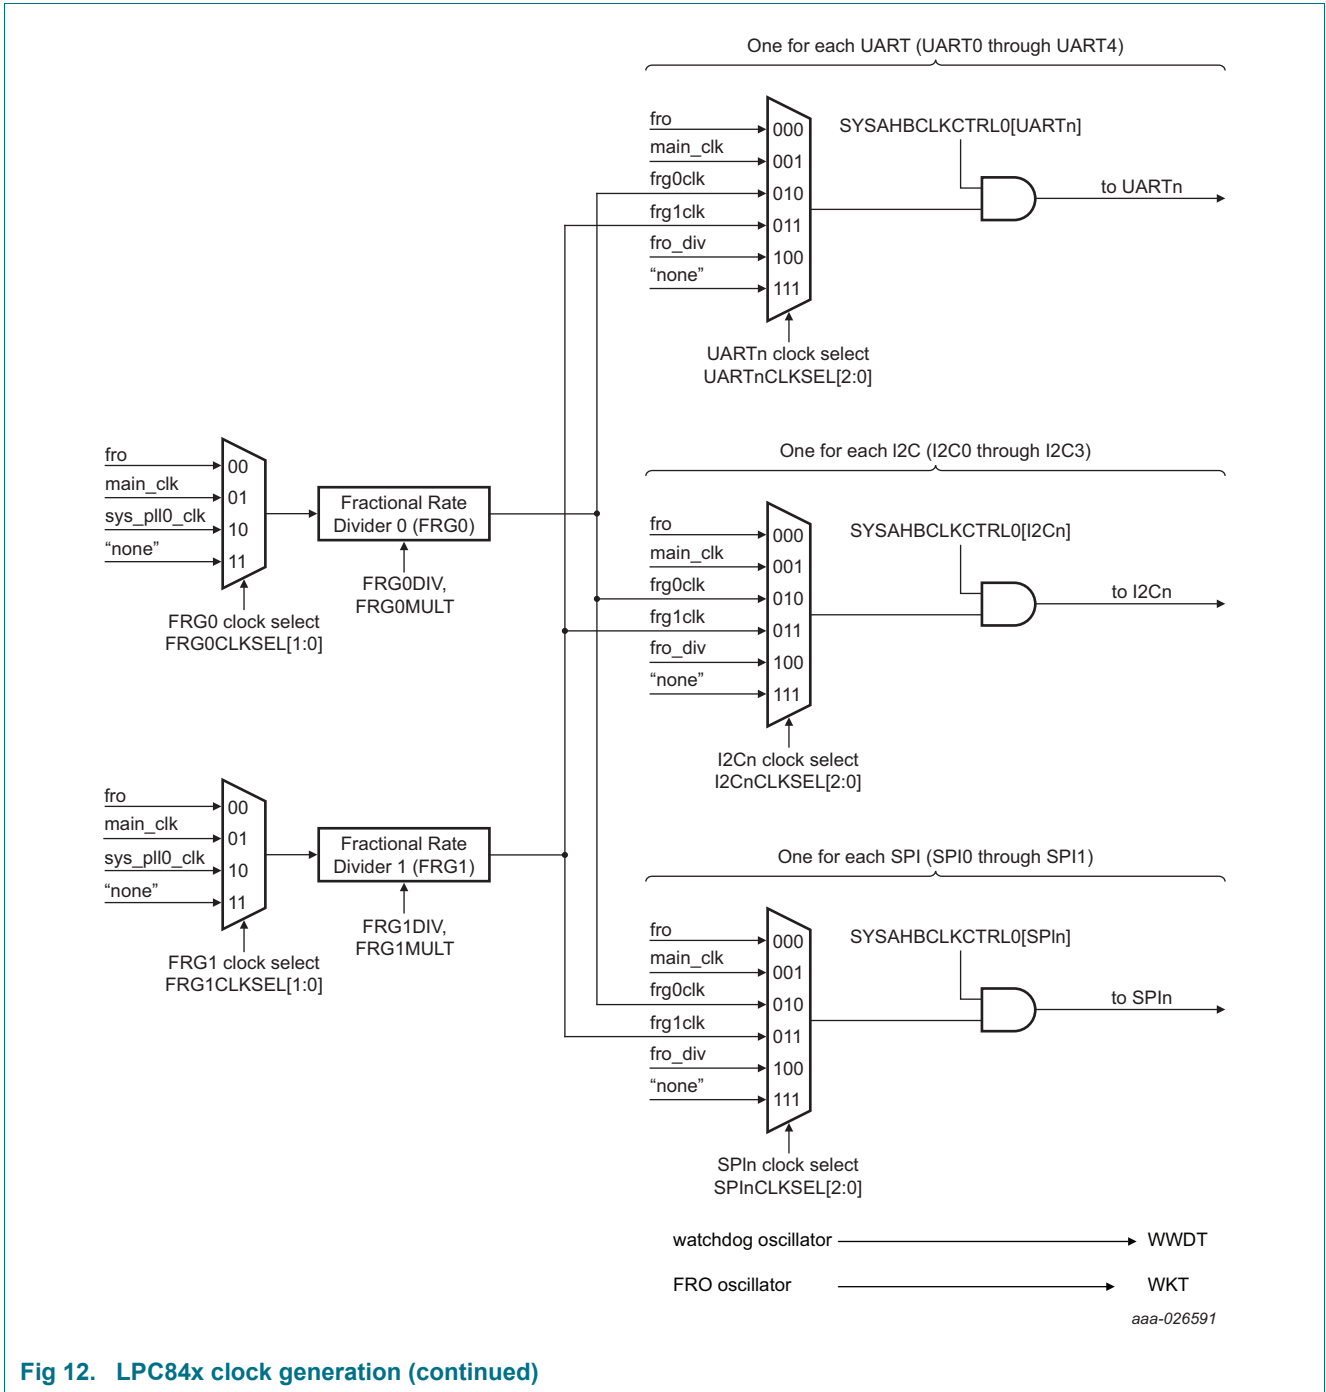 One for each UART (UART0 through UART4)
fro
000
main_clk
001
frg0clk
010
frg1clk
011
fro_div
100
"none"
111
SYSAHBCLKCTRL0[UARTn]
to UARTn
UARTn clock select
UARTnCLKSEL[2:0]
fro
00
main_clk
01
sys_pll0_clk
10
"none"
11
FRG0 clock select
FRG0CLKSEL[1:0]
Fractional Rate
Divider 0 (FRG0)
FRG0DIV,
FRG0MULT
One for each I2C (I2C0 through I2C3)
fro
000
main_clk
001
frg0clk
010
frg1clk
011
fro_div
100
"none"
111
SYSAHBCLKCTRL0[I2Cn]
to I2Cn
I2Cn clock select
I2CnCLKSEL[2:0]
fro
00
main_clk
01
sys_pll0_clk
10
"none"
11
FRG1 clock select
FRG1CLKSEL[1:0]
Fractional Rate
Divider 1 (FRG1)
FRG1DIV,
FRG1MULT
One for each SPI (SPI0 through SPI1)
fro
000
main_clk
001
frg0clk
010
frg1clk
011
fro_div
100
"none"
111
SYSAHBCLKCTRL0[SPIn]
to SPIn
SPIn clock select
SPInCLKSEL[2:0]
watchdog oscillator
WWDT
FRO oscillator
WKT
aaa-026591
Fig 12. LPC84x clock generation (continued)